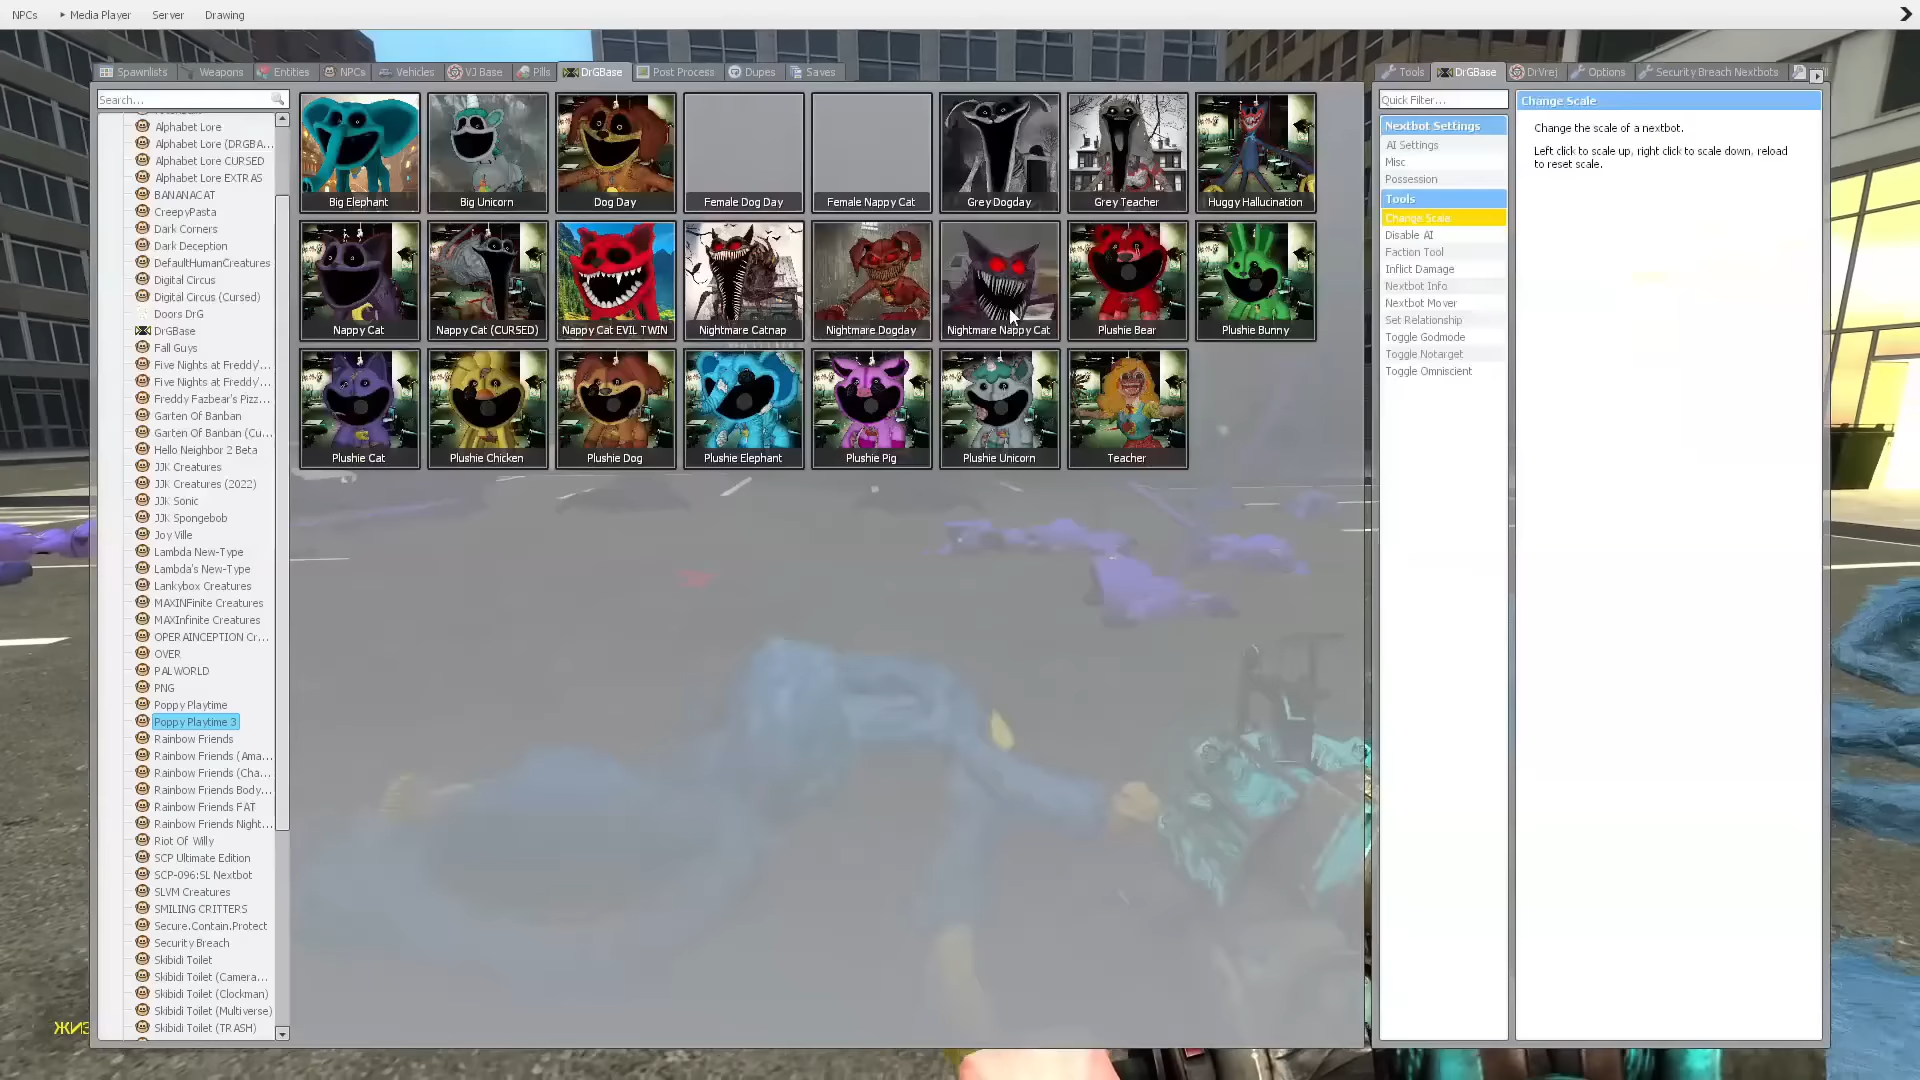 NPCs
Media Player
Server
Drawing
Spawnlists
Weapons
Entities
NPCs
Vehicles
VJ Base
Pills
DrGBase
Post Process
Dupes
Saves
Tools
DrGBase
DrVrej
Options
Security Breach Nextbots
Search...
Alphabet Lore
Alphabet Lore (DRGBA...
Alphabet Lore CURSED
Alphabet Lore EXTRAS
BANANACAT
CreepyPasta
Dark Corners
Dark Deception
DefaultHumanCreatures
Digital Circus
Digital Circus (Cursed)
Doors DrG
DrGBase
Fall Guys
Five Nights at Freddy'...
Five Nights at Freddy'...
Freddy Fazbear's Pizz...
Garten Of Banban
Garten Of Banban (Cu...
Hello Neighbor 2 Beta
JJK Creatures
JJK Creatures (2022)
JJK Sonic
JJK Spongebob
Joy Ville
Lambda New-Type
Lambda's New-Type
Lankybox Creatures
MAXINFinite Creatures
MAXInfinite Creatures
OPERAINCEPTION Cr...
OVER
PALWORLD
PNG
Poppy Playtime
Poppy Playtime 3
Rainbow Friends
Rainbow Friends (Ama...
Rainbow Friends (Cha...
Rainbow Friends Body...
Rainbow Friends FAT
Rainbow Friends Night...
Riot Of Willy
SCP Ultimate Edition
SCP-096:SL Nextbot
SLVM Creatures
SMILING CRITTERS
Secure.Contain.Protect
Security Breach
Skibidi Toilet
Skibidi Toilet (Camera...
Skibidi Toilet (Clockman)
Skibidi Toilet (Multiverse)
Skibidi Toilet (TRASH)
Big Elephant
Big Unicorn
Dog Day
Female Dog Day
Female Nappy Cat
Grey Dogday
Grey Teacher
Huggy Hallucination
Nappy Cat
Nappy Cat (CURSED)
Nappy Cat EVIL TWIN
Nightmare Catnap
Nightmare Dogday
Nightmare Nappy Cat
Plushie Bear
Plushie Bunny
Plushie Cat
Plushie Chicken
Plushie Dog
Plushie Elephant
Plushie Pig
Plushie Unicorn
Teacher
Quick Filter...
Nextbot Settings
AI Settings
Misc
Possession
Tools
Change Scale
Disable AI
Faction Tool
Inflict Damage
Nextbot Info
Nextbot Mover
Set Relationship
Toggle Godmode
Toggle Notarget
Toggle Omniscient
Change Scale
Change the scale of a nextbot.
Left click to scale up, right click to scale down, reload
to reset scale.